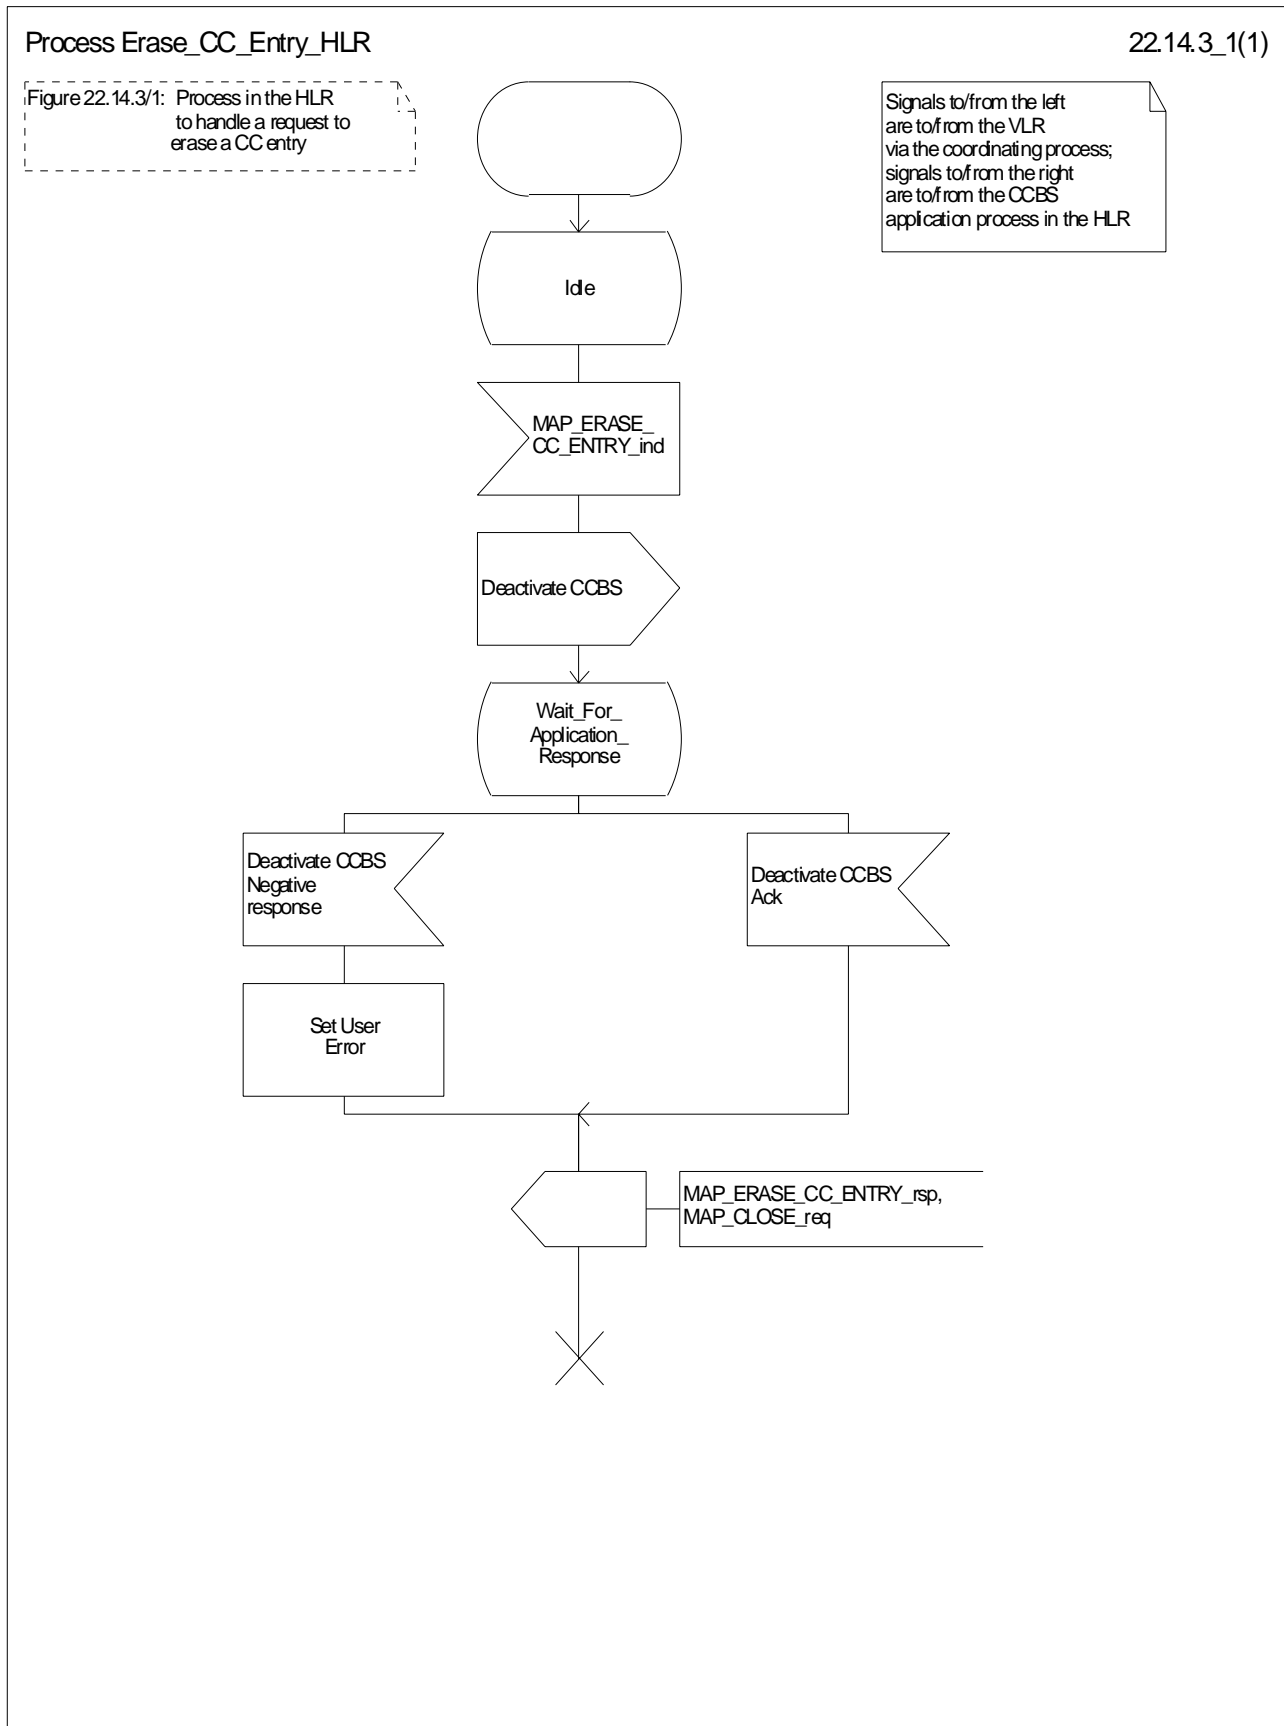 Process Erase_CC_Entry_HLR
22.14.3_1(1)
Figure 22.14.3/1: Process in the HLR
to handle a request to
erase a CC entry
Signals to/from the left
are to/from the VLR
via the coordinating process;
signals to/from the right
are to/from the CCBS
application process in the HLR
Idle
MAP_ERASE_
CC_ENTRY_ind
Deactivate CCBS
Wait_For_
Application_
Response
Deactivate CCBS
Negative
response
Deactivate CCBS
Ack
Set User
Error
MAP_ERASE_CC_ENTRY_rsp,
MAP_CLOSE_req